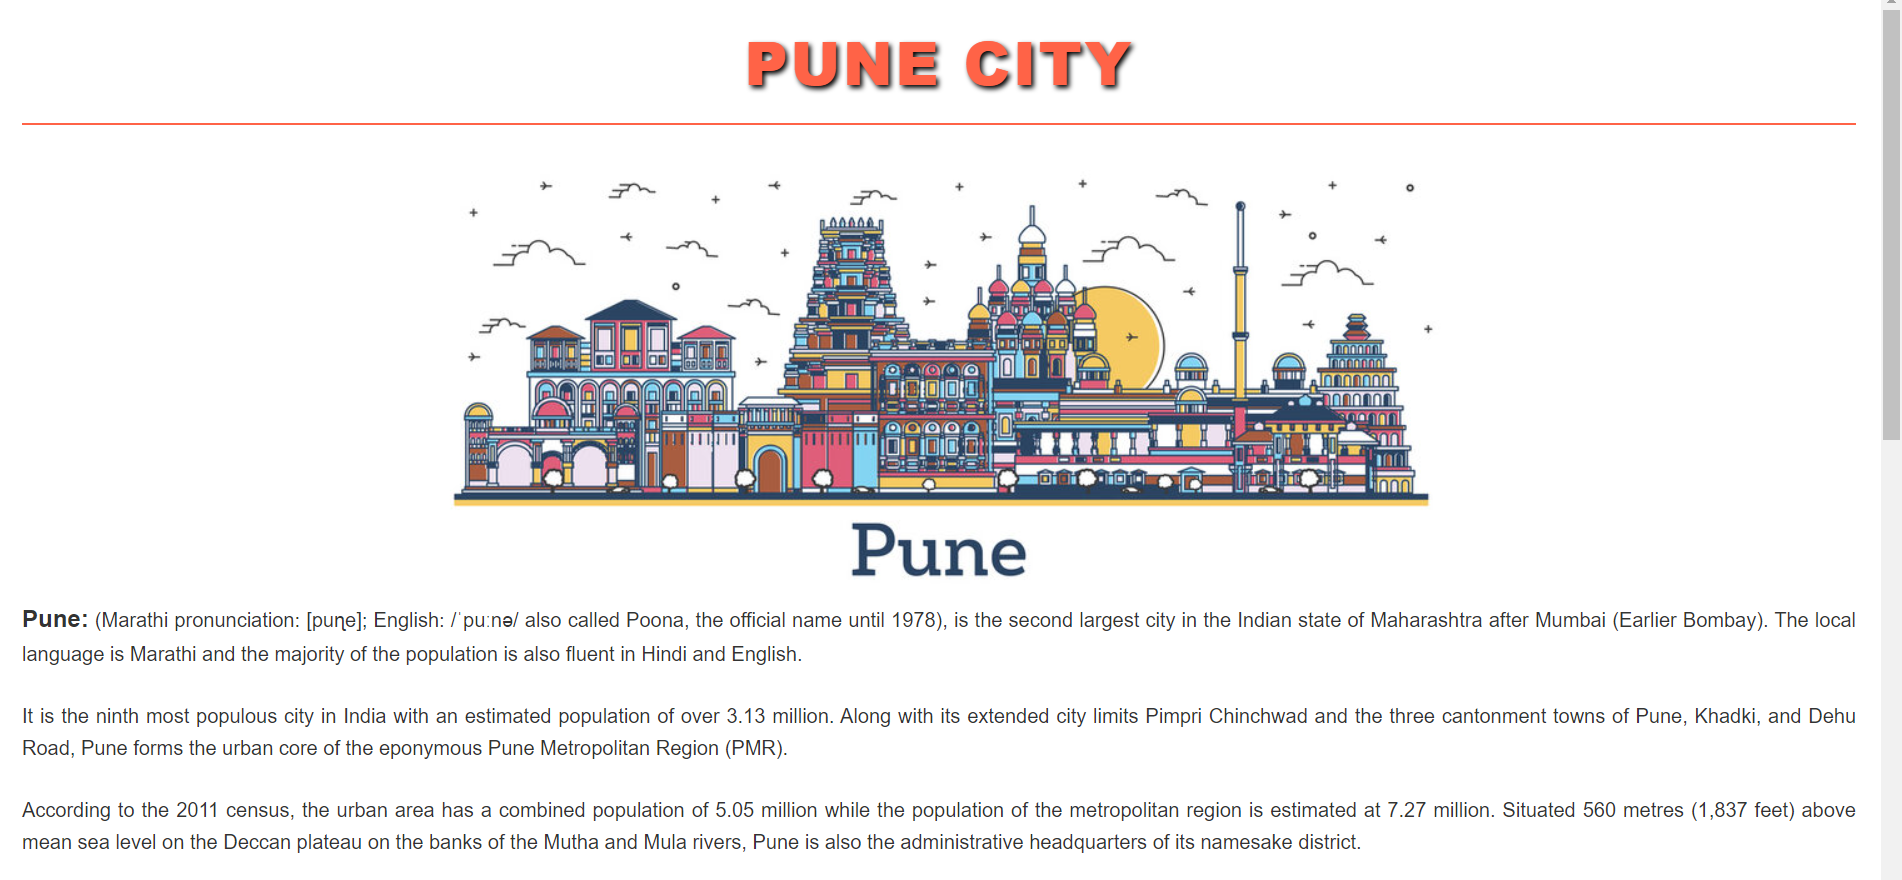 PUNE CITY
Pune
Pune: (Marathi pronunciation: [puɳe]; English: /ˈpuːnə/ also called Poona, the official name until 1978), is the second largest city in the Indian state of Maharashtra after Mumbai (Earlier Bombay). The local
language is Marathi and the majority of the population is also fluent in Hindi and English.
It is the ninth most populous city in India with an estimated population of over 3.13 million. Along with its extended city limits Pimpri Chinchwad and the three cantonment towns of Pune, Khadki, and Dehu
Road, Pune forms the urban core of the eponymous Pune Metropolitan Region (PMR).
According to the 2011 census, the urban area has a combined population of 5.05 million while the population of the metropolitan region is estimated at 7.27 million. Situated 560 metres (1,837 feet) above
mean sea level on the Deccan plateau on the banks of the Mutha and Mula rivers, Pune is also the administrative headquarters of its namesake district.